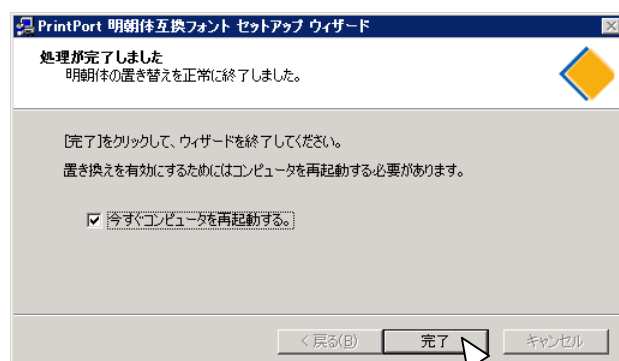 PrintPort 明朝体互換フォント セットアップ ウィザード
処理が完了しました
明朝体の置き替えを正常に終了しました。
[完了]をクリックして、ウィザードを終了してください。
置き換えを有効にするためにはコンピュータを再起動する必要があります。
今すぐコンピュータを再起動する。
< 戻る(B) 完了 キャンセル